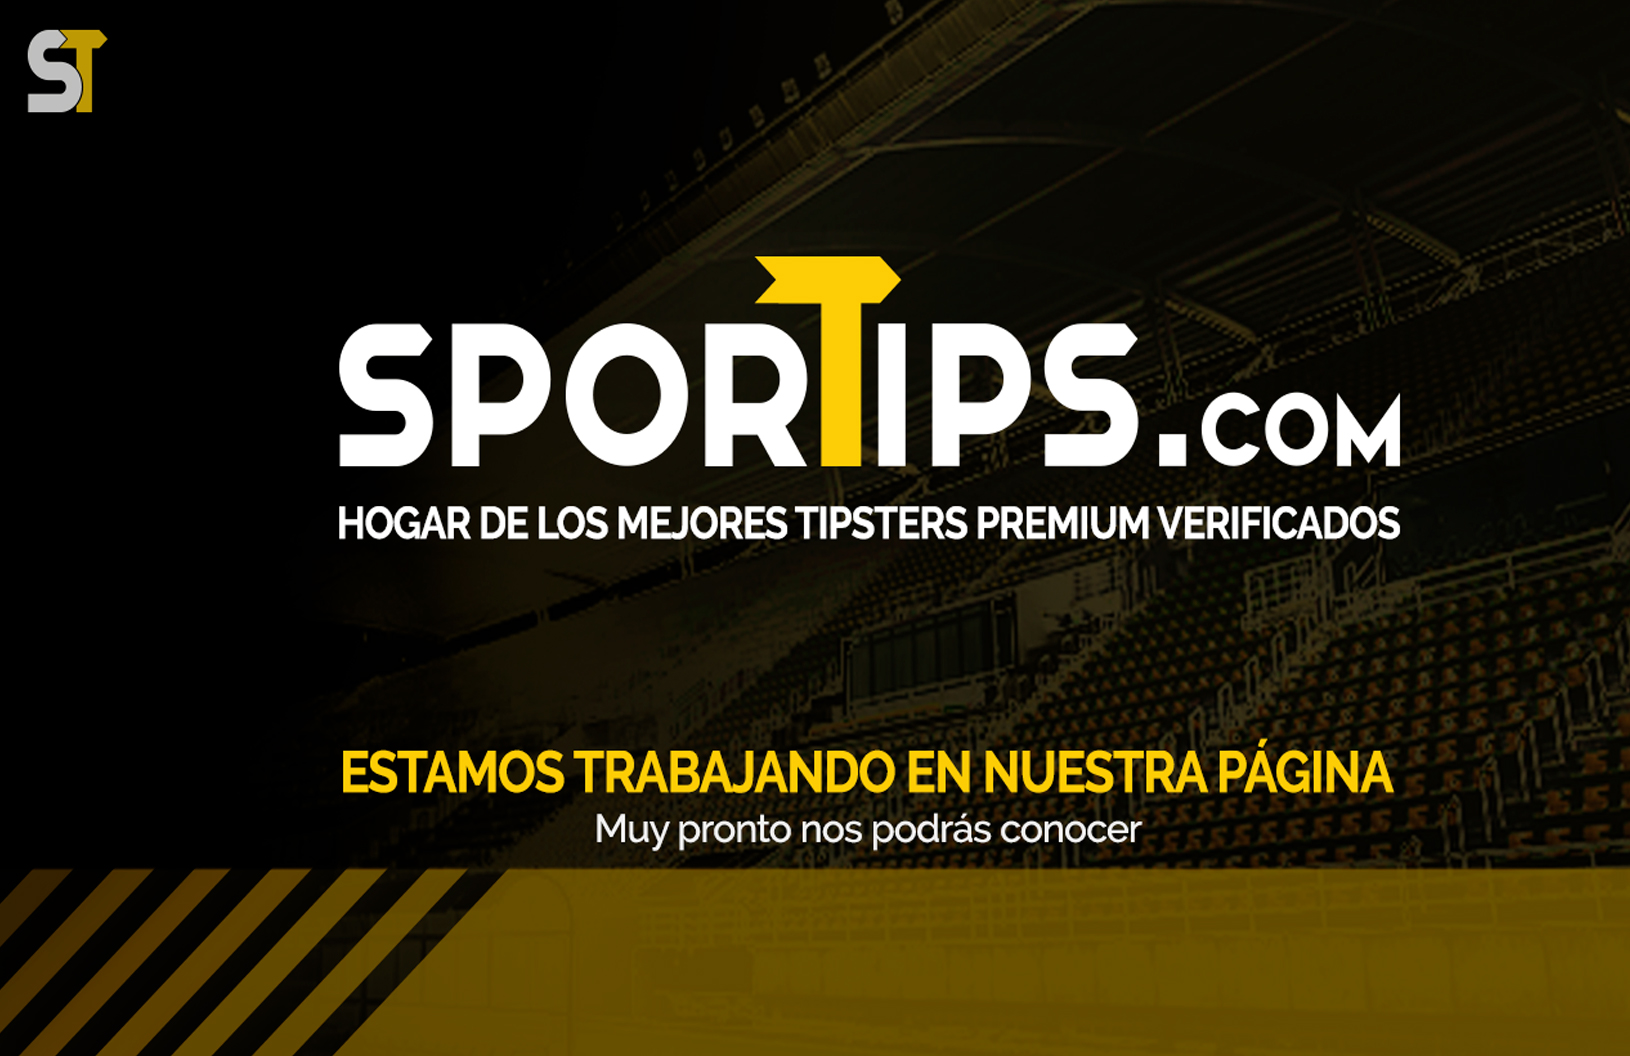 ST
SPORTIPS.COM
HOGAR DE LOS MEJORES TIPSTERS PREMIUM VERIFICADOS
ESTAMOS TRABAJANDO EN NUESTRA PÁGINA
Muy pronto nos podrás conocer